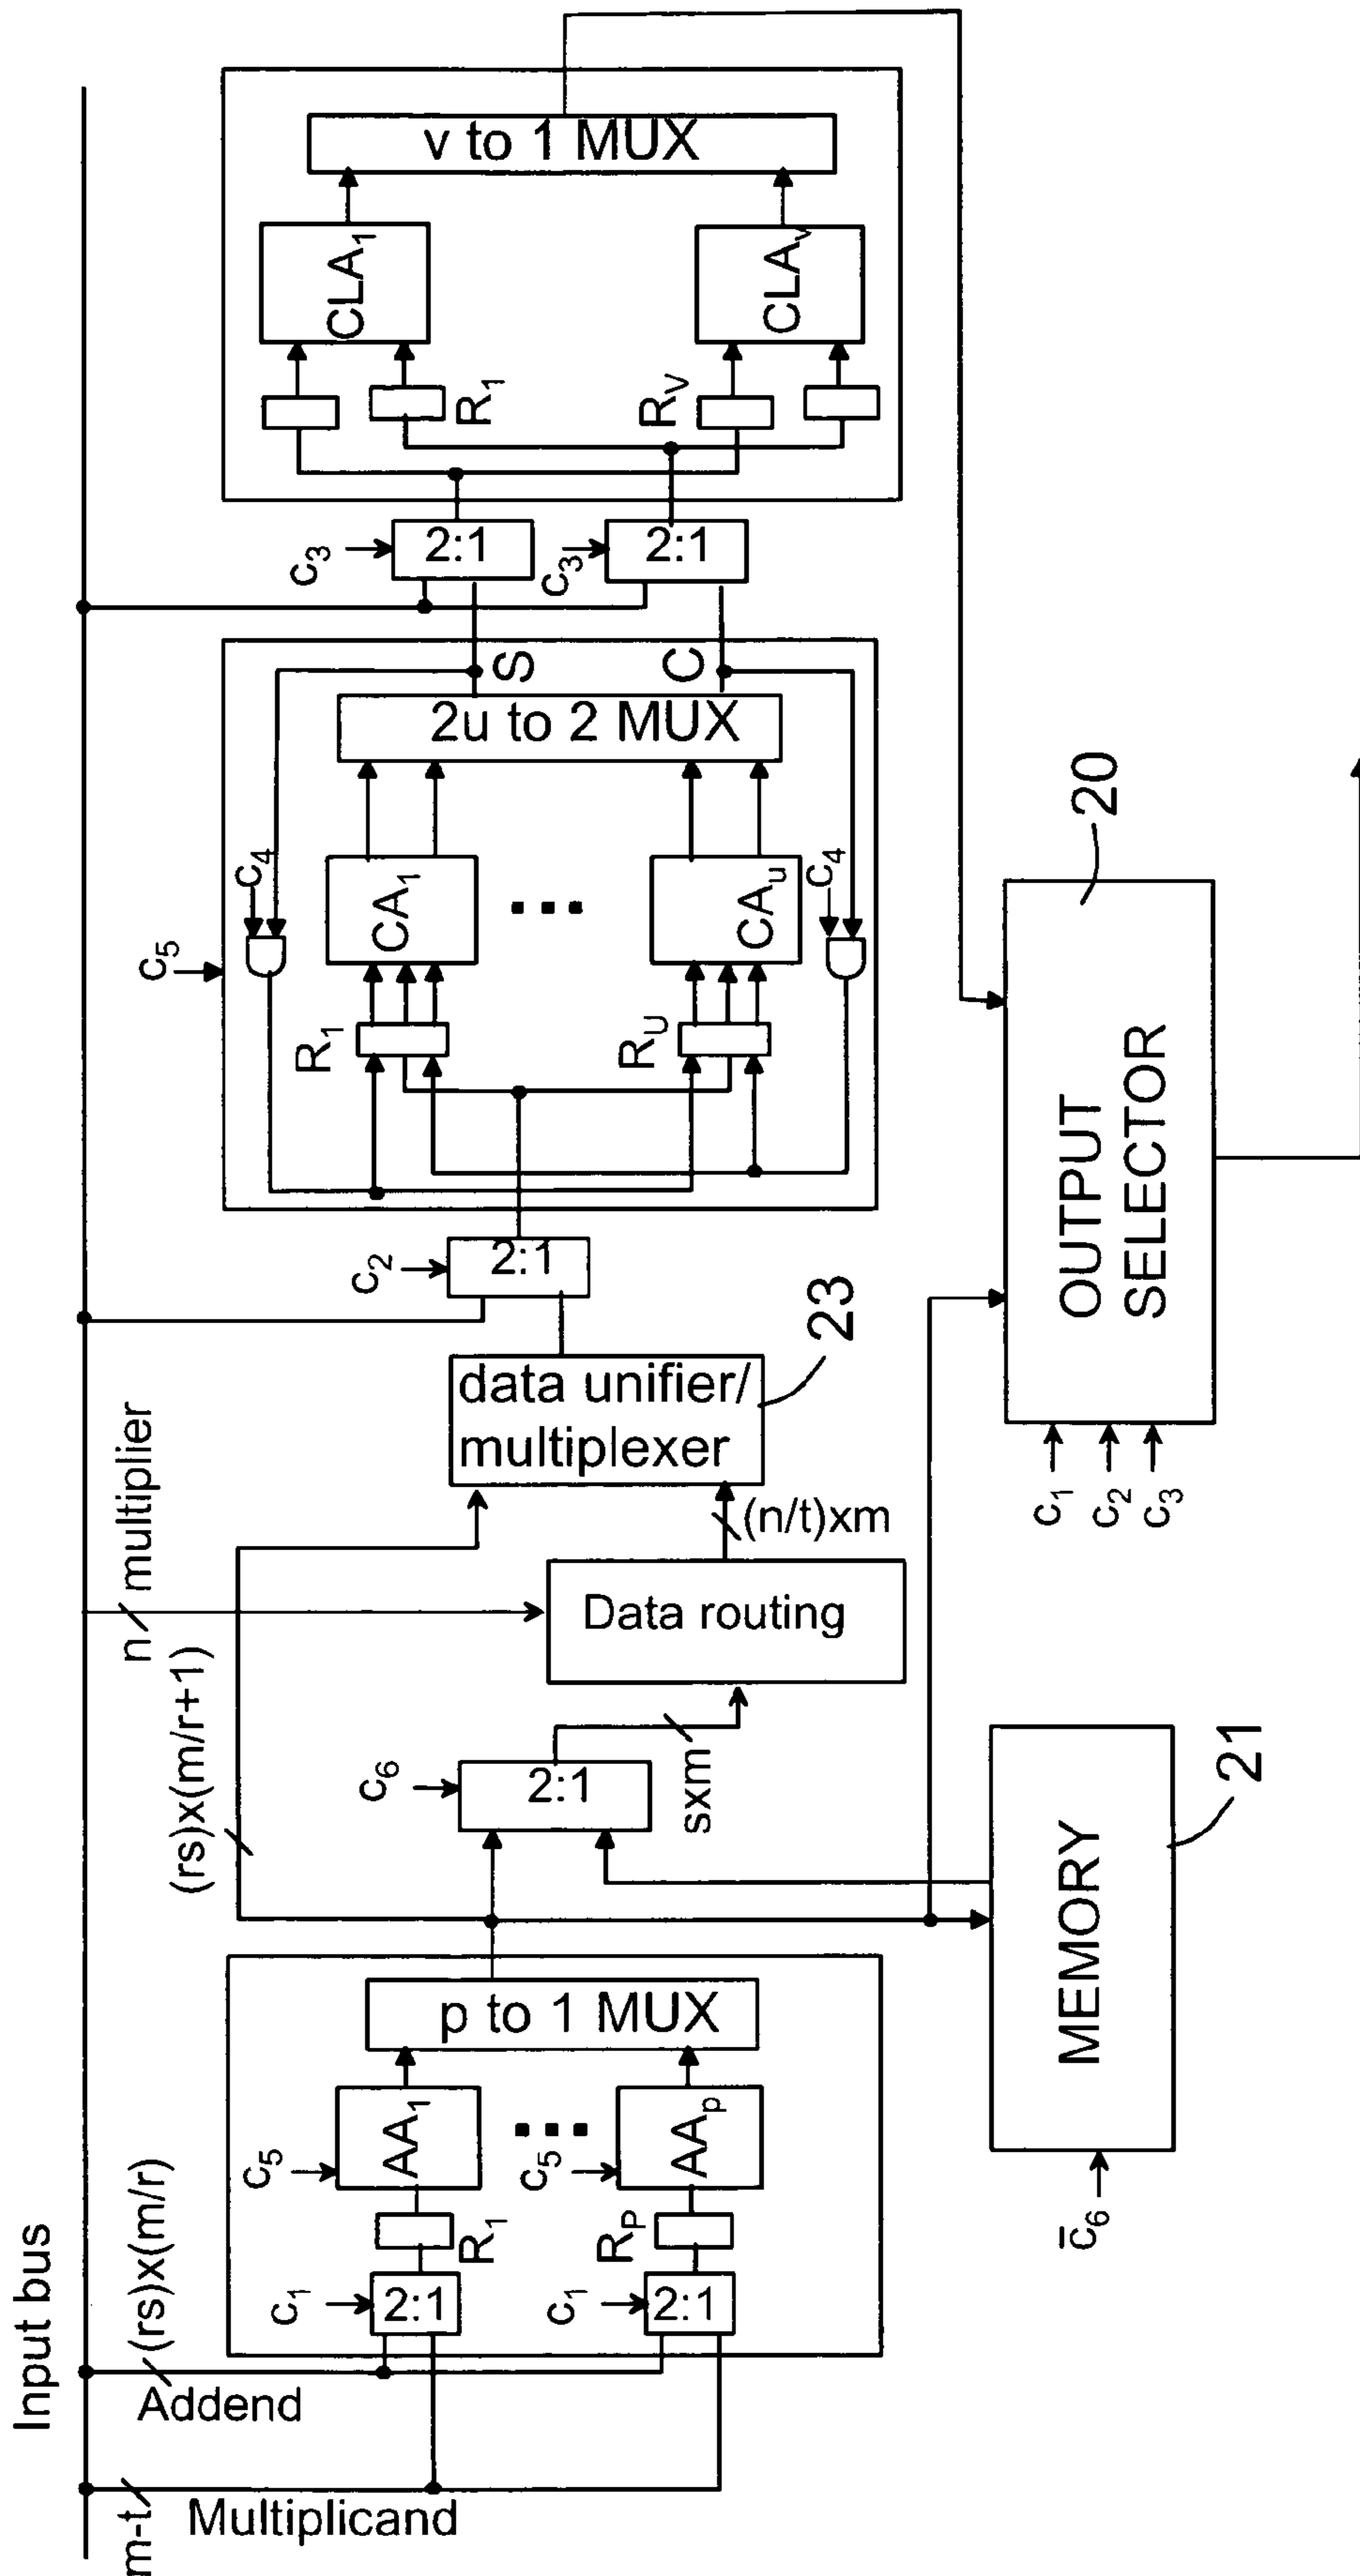 v to 1 MUX
CLA₁
CLAᵥ
R₁
R_V
c₃
2:1
c₃
2:1
S
C
2u to 2 MUX
c₄
CA₁
...
CAᵤ
c₄
c₅
R₁
R_U
20
OUTPUT
SELECTOR
c₂
2:1
23
data unifier/
multiplexer
n
multiplier
(n/t)xm
c₁
c₂
c₃
Data routing
(rs)x(m/r+1)
c₆
2:1
sxm
21
MEMORY
c̅₆
p to 1 MUX
c₅
AA₁
...
c₅
AAₚ
R₁
R_P
c₁
2:1
c₁
2:1
Input bus
(rs)x(m/r)
Addend
m-t
Multiplicand